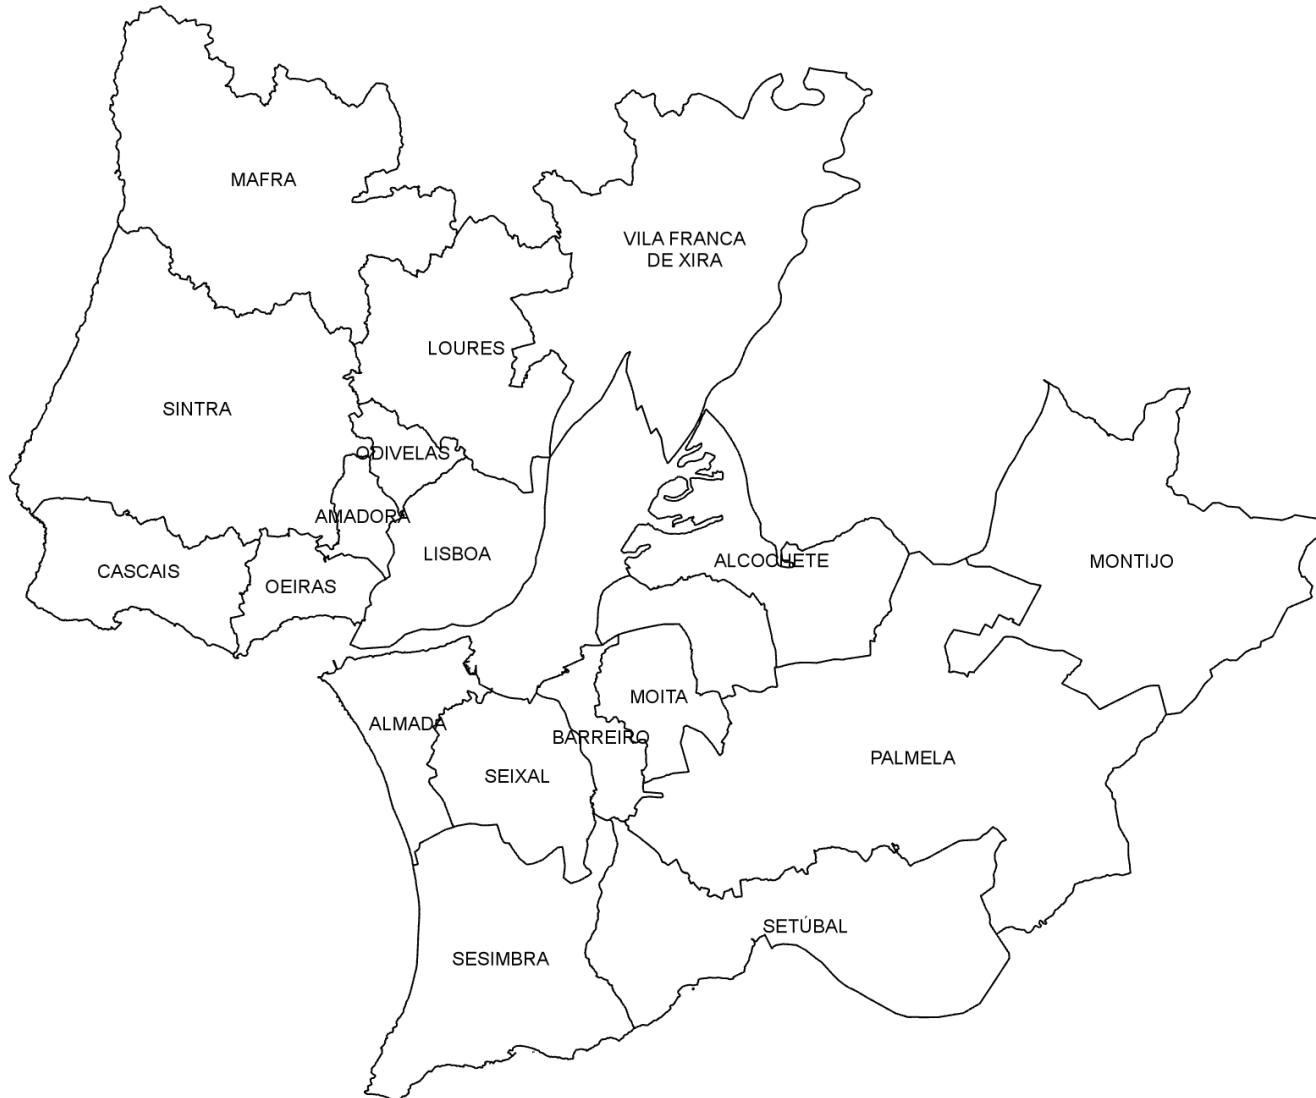 MAFRA
VILA FRANCA
DE XIRA
LOURES
SINTRA
ODIVELAS
AMADORA
LISBOA
ALCOCHETE
MONTIJO
CASCAIS
OEIRAS
MOITA
ALMADA
BARREIRO
PALMELA
SEIXAL
SETÚBAL
SESIMBRA